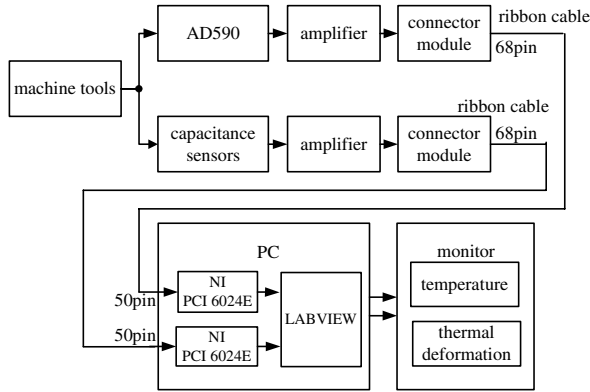 machine tools
AD590
amplifier
connector
module
ribbon cable
68pin
capacitance
sensors
amplifier
connector
module
ribbon cable
68pin
PC
50pin
NI
PCI 6024E
50pin
NI
PCI 6024E
LABVIEW
monitor
temperature
thermal
deformation